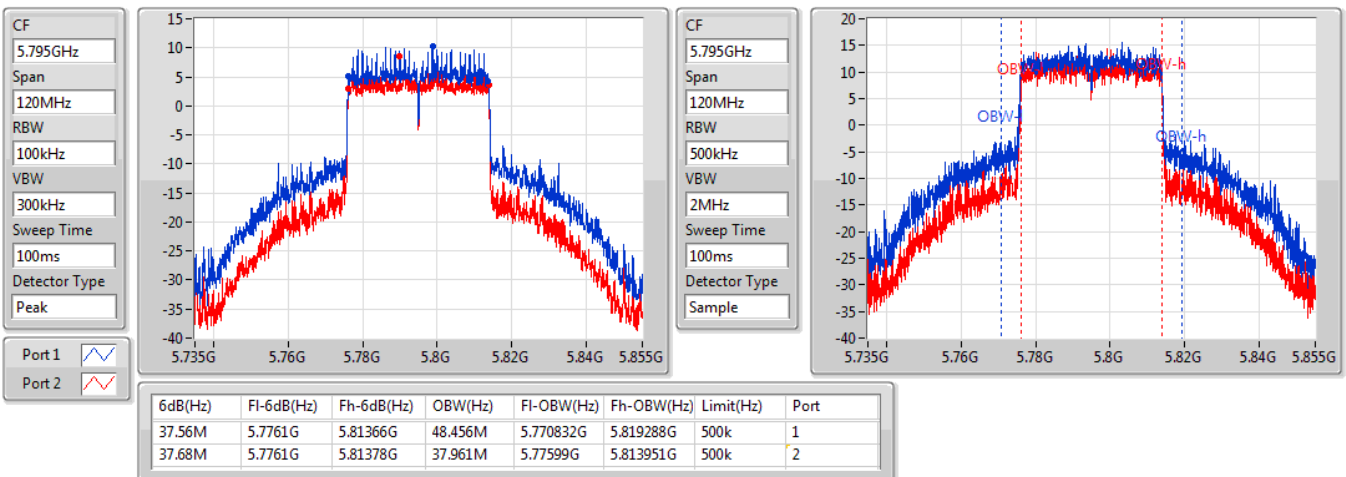 CF
5.795GHz
Span
120MHz
RBW
100kHz
VBW
300kHz
Sweep Time
100ms
Detector Type
Peak
Port 1
Port 2
15
10
5
0
-5
-10
-15
-20
-25
-30
-35
-40
5.735G 5.76G 5.78G 5.8G 5.82G 5.84G 5.855G
CF
5.795GHz
Span
120MHz
RBW
500kHz
VBW
2MHz
Sweep Time
100ms
Detector Type
Sample
20
15
10
5
0
-5
-10
-15
-20
-25
-30
-35
-40
OBW-h
OBW-h
5.735G 5.76G 5.78G 5.8G 5.82G 5.84G 5.855G
6dB(Hz) Fl-6dB(Hz) Fh-6dB(Hz) OBW(Hz) Fl-OBW(Hz) Fh-OBW(Hz) Limit(Hz) Port
37.56M 5.7761G 5.81366G 48.456M 5.770832G 5.819288G 500k 1
37.68M 5.7761G 5.81378G 37.961M 5.77599G 5.813951G 500k 2